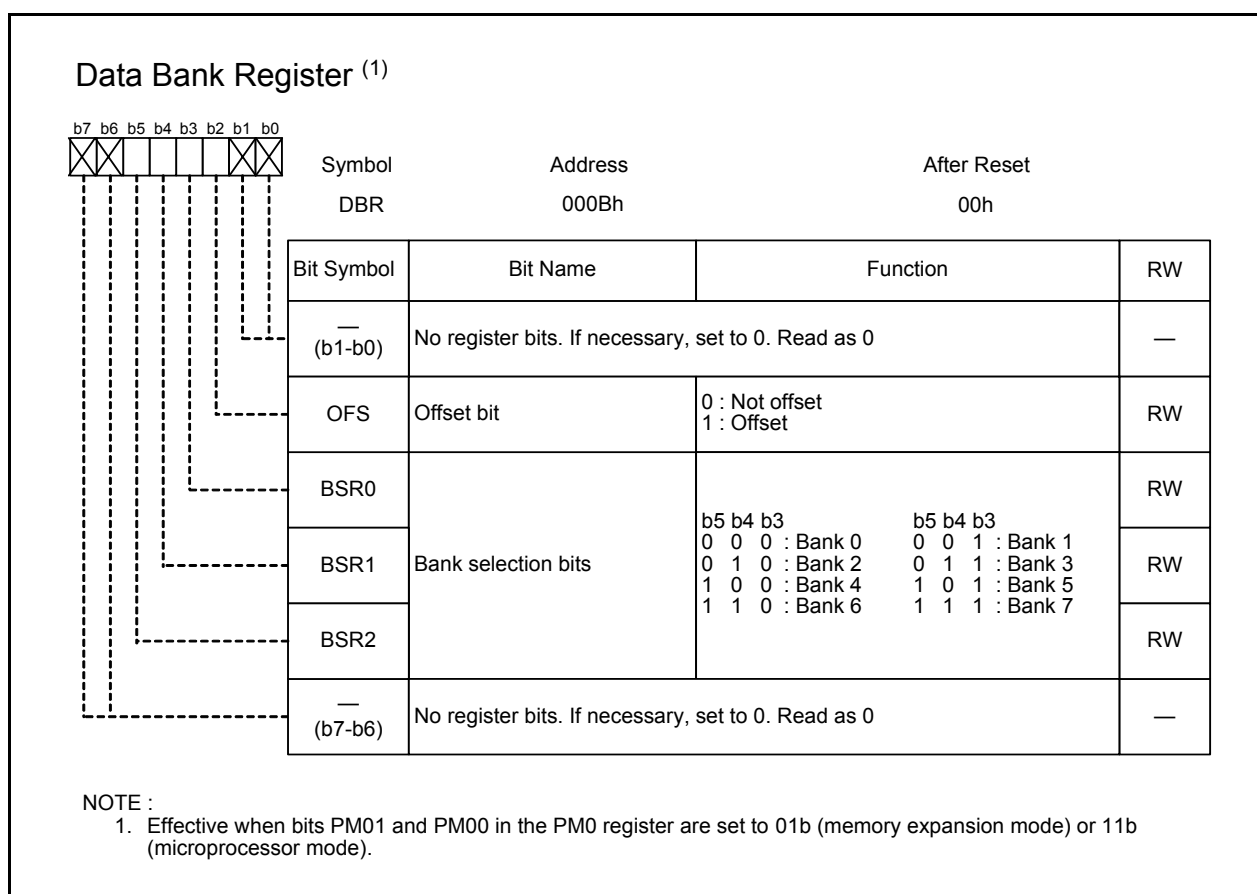 Data Bank Register (1)
b7 b6 b5 b4 b3 b2 b1 b0
Symbol Address After Reset
DBR 000Bh 00h
Bit Symbol Bit Name Function RW
—
(b1-b0)
No register bits. If necessary, set to 0. Read as 0
—
OFS
Offset bit
0 : Not offset
1 : Offset
RW
BSR0
RW
BSR1
Bank selection bits
b5 b4 b3 b5 b4 b3
0 0 0 : Bank 0 0 0 1 : Bank 1
0 1 0 : Bank 2 0 1 1 : Bank 3
1 0 0 : Bank 4 1 0 1 : Bank 5
1 1 0 : Bank 6 1 1 1 : Bank 7
RW
BSR2
RW
—
(b7-b6)
No register bits. If necessary, set to 0. Read as 0
—
NOTE :
1. Effective when bits PM01 and PM00 in the PM0 register are set to 01b (memory expansion mode) or 11b
(microprocessor mode).